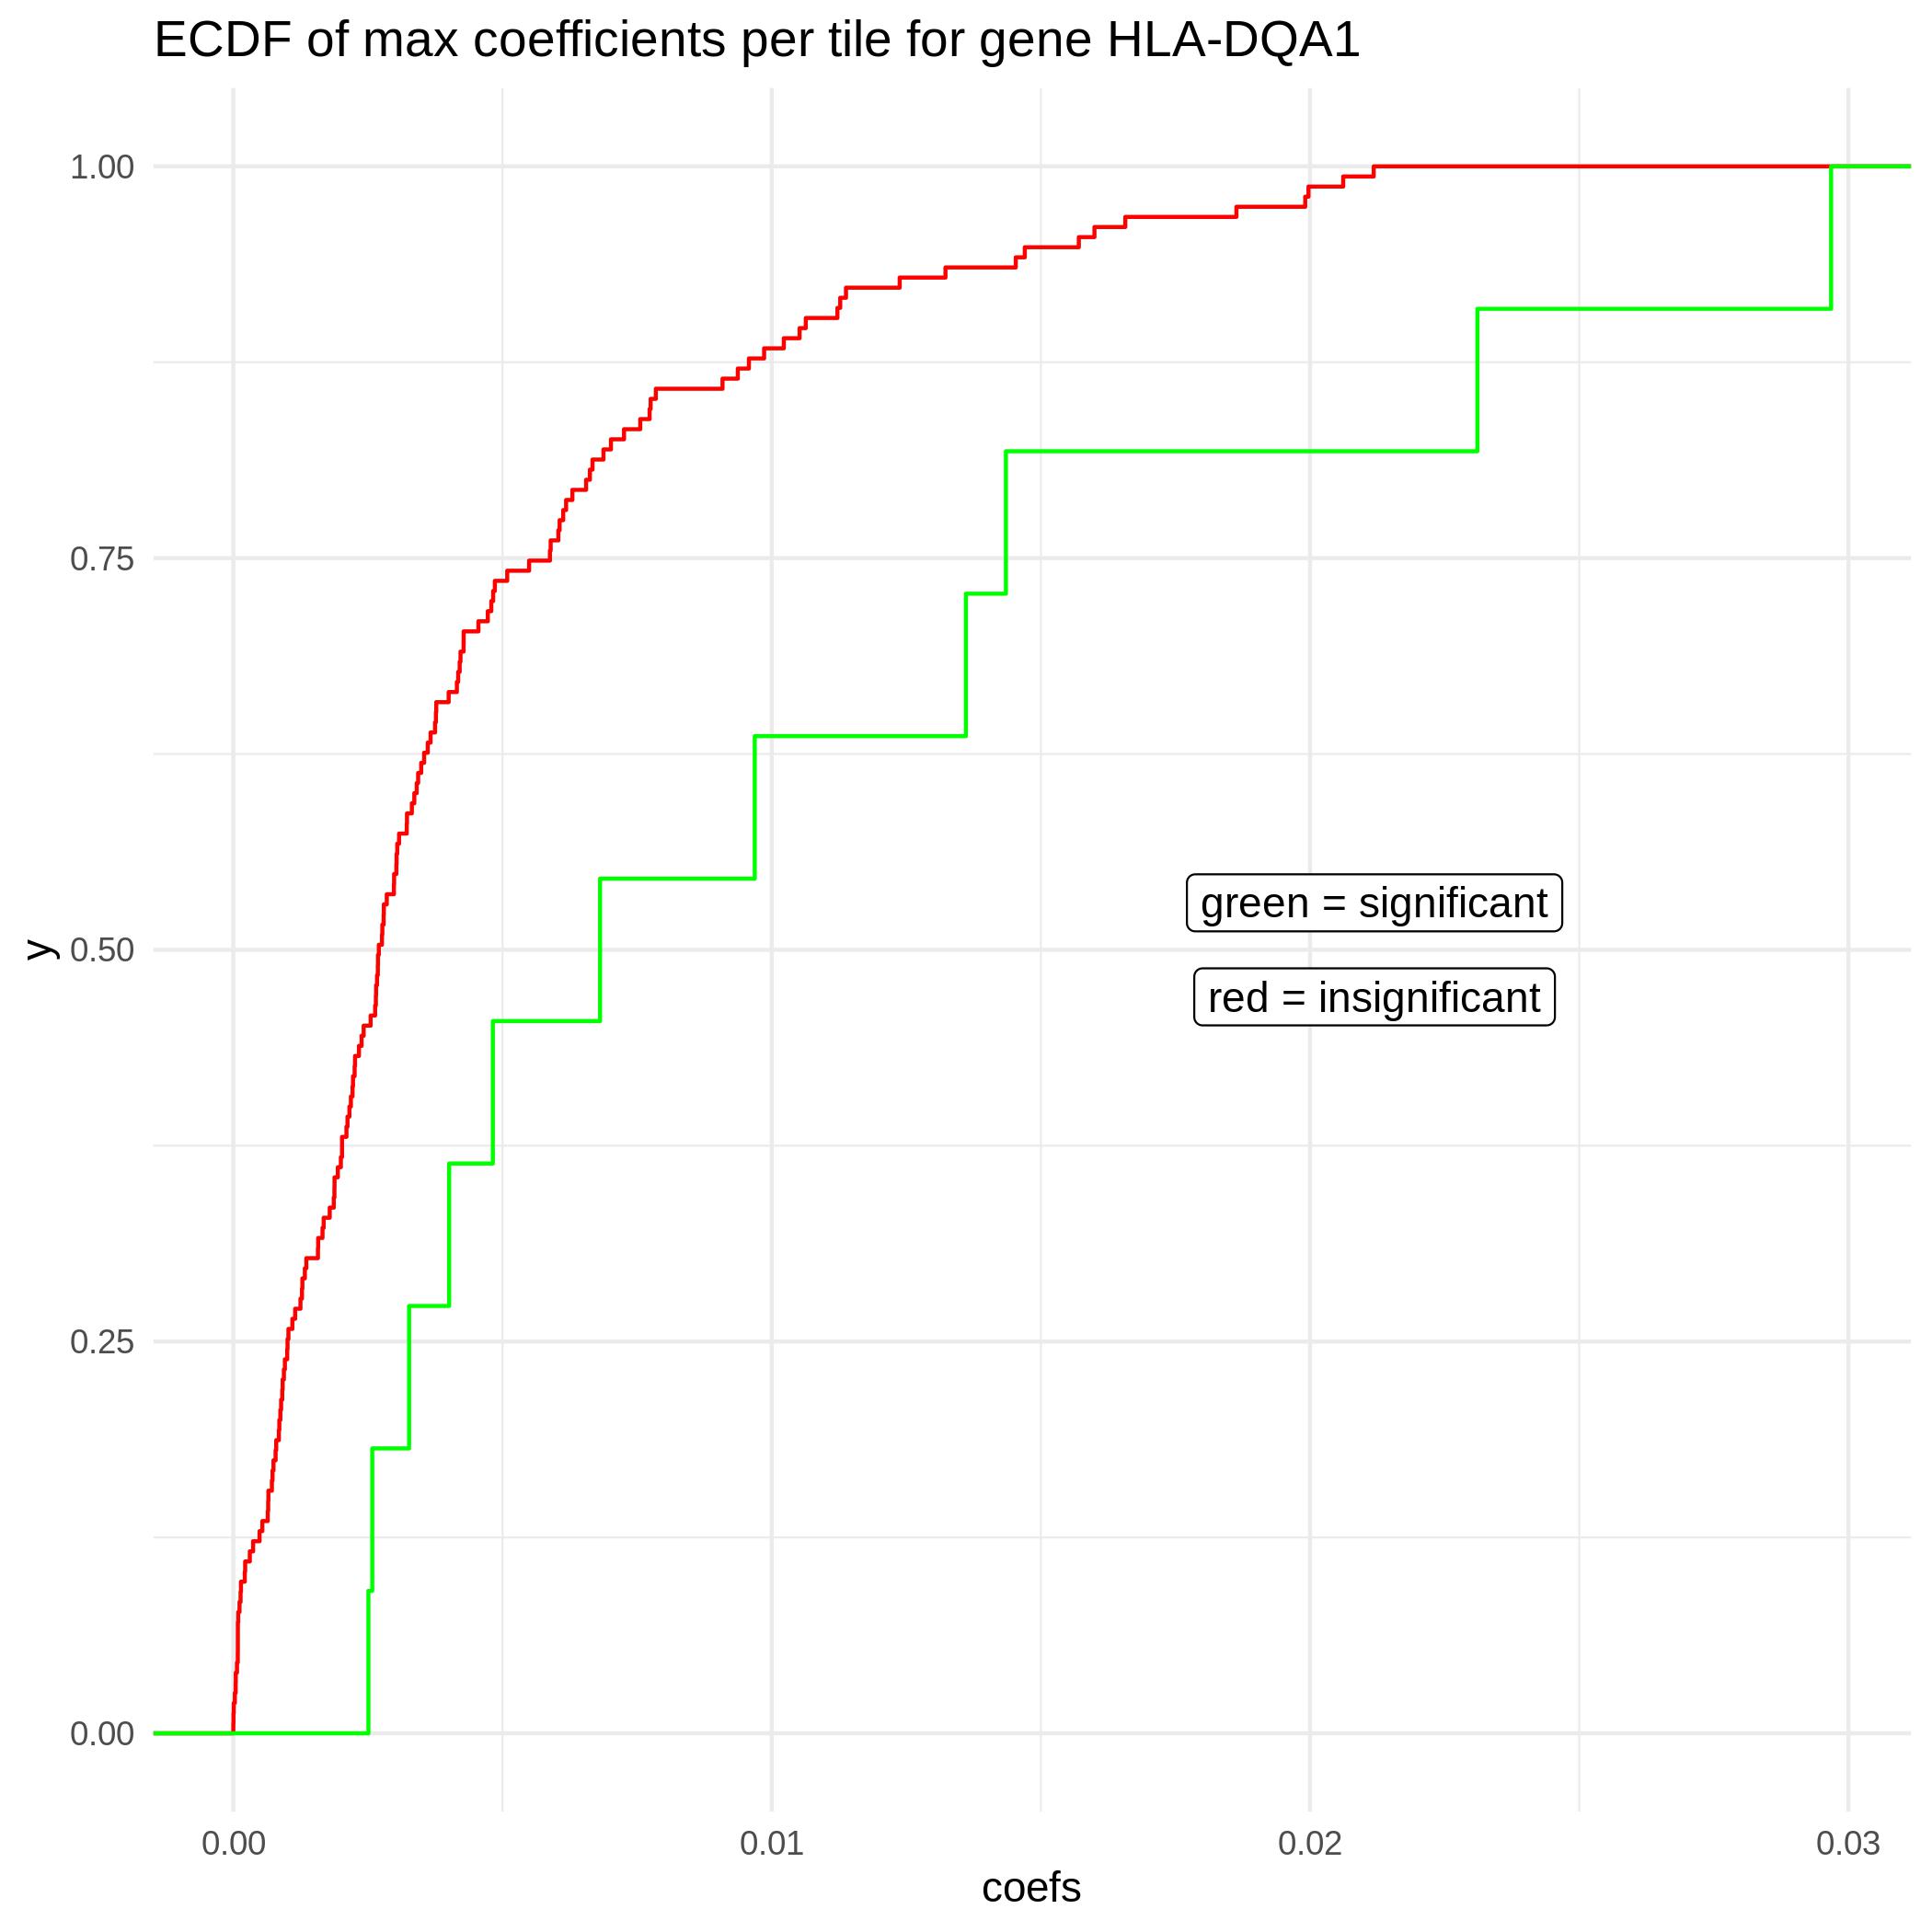 ECDF of max coefficients per tile for gene HLA-DQA1
1.00
0.75
0.50
0.25
0.00
y
green = significant
red = insignificant
0.00 0.01 0.02 0.03
coefs